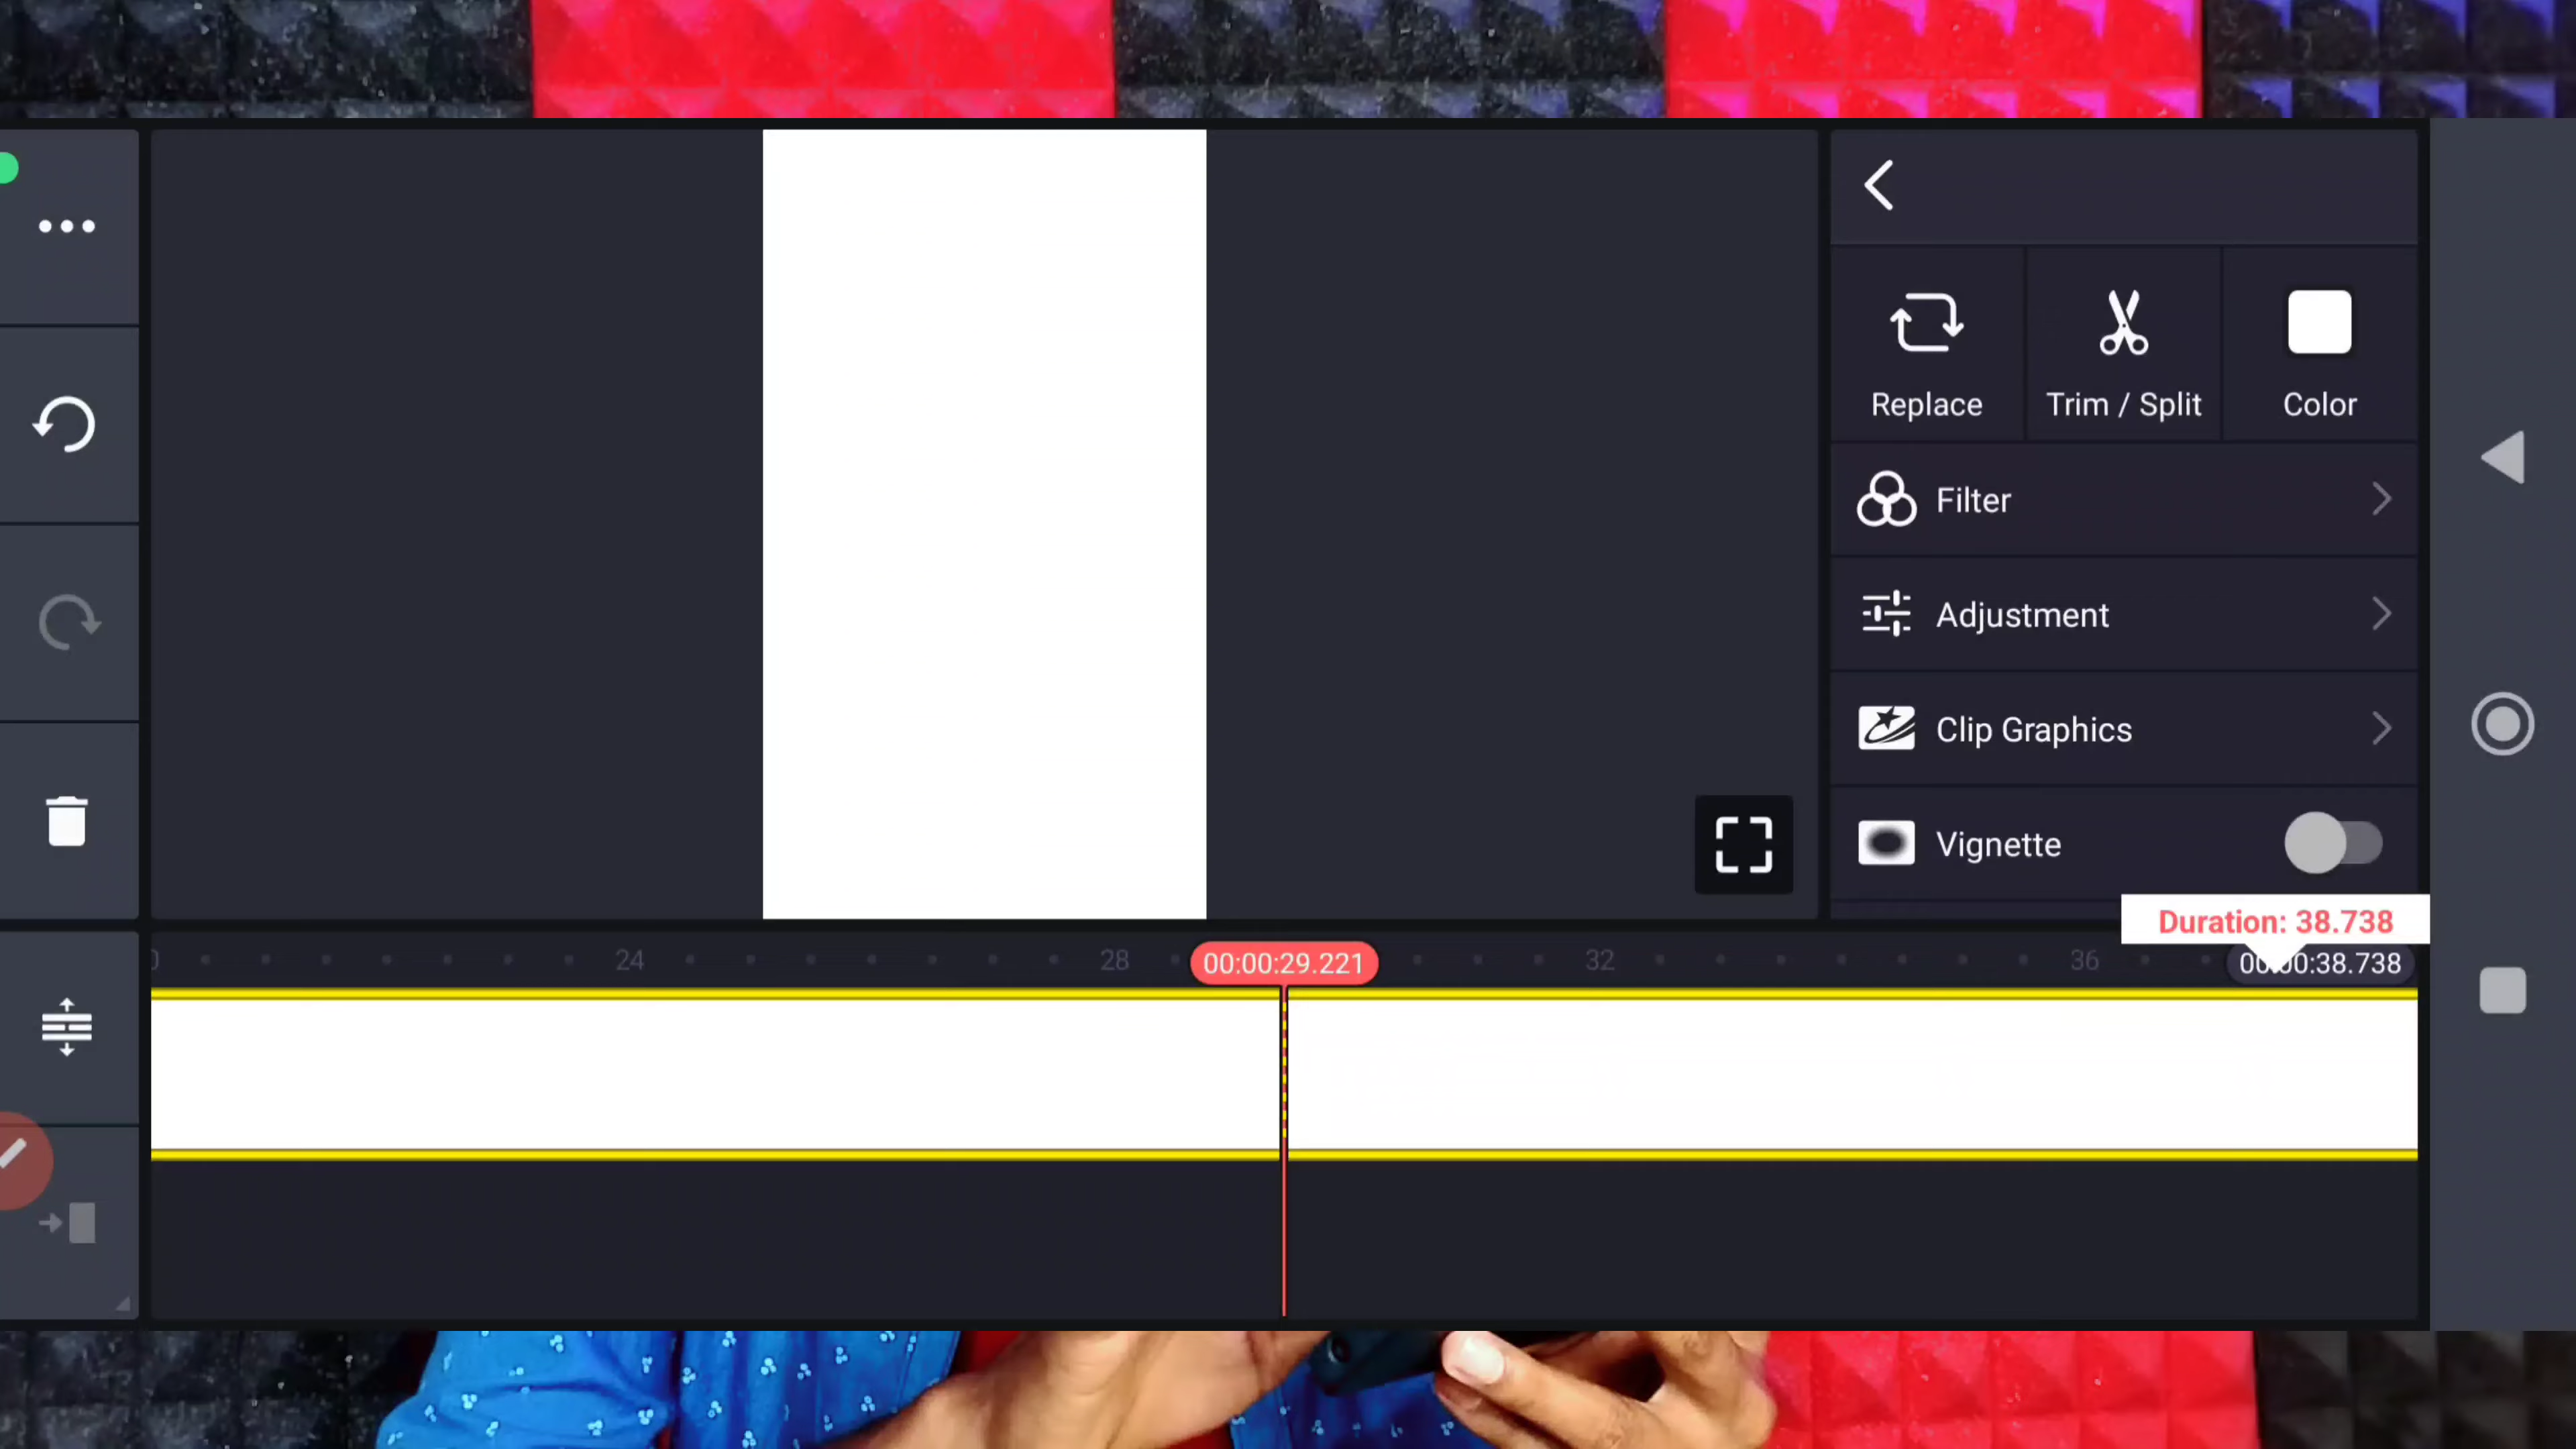 Replace
Trim / Split
Color
Filter
Adjustment
Clip Graphics
Vignette
Duration: 38.738
24
28
00:00:29.221
32
36
00:00:38.738